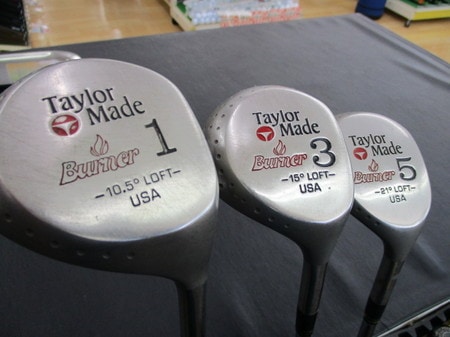 Taylor
Made
Burner 1
-10.5° LOFT-
USA
Taylor
Made
Burner 3
-15° LOFT-
USA
Taylor
Made
Burner 5
-21° LOFT-
USA